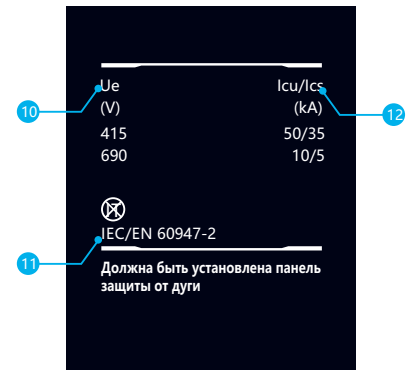 Ue Icu/Ics
(V) (kA)
415 50/35
690 10/5
IEC/EN 60947-2
Должна быть установлена панель
защиты от дуги
10
12
11